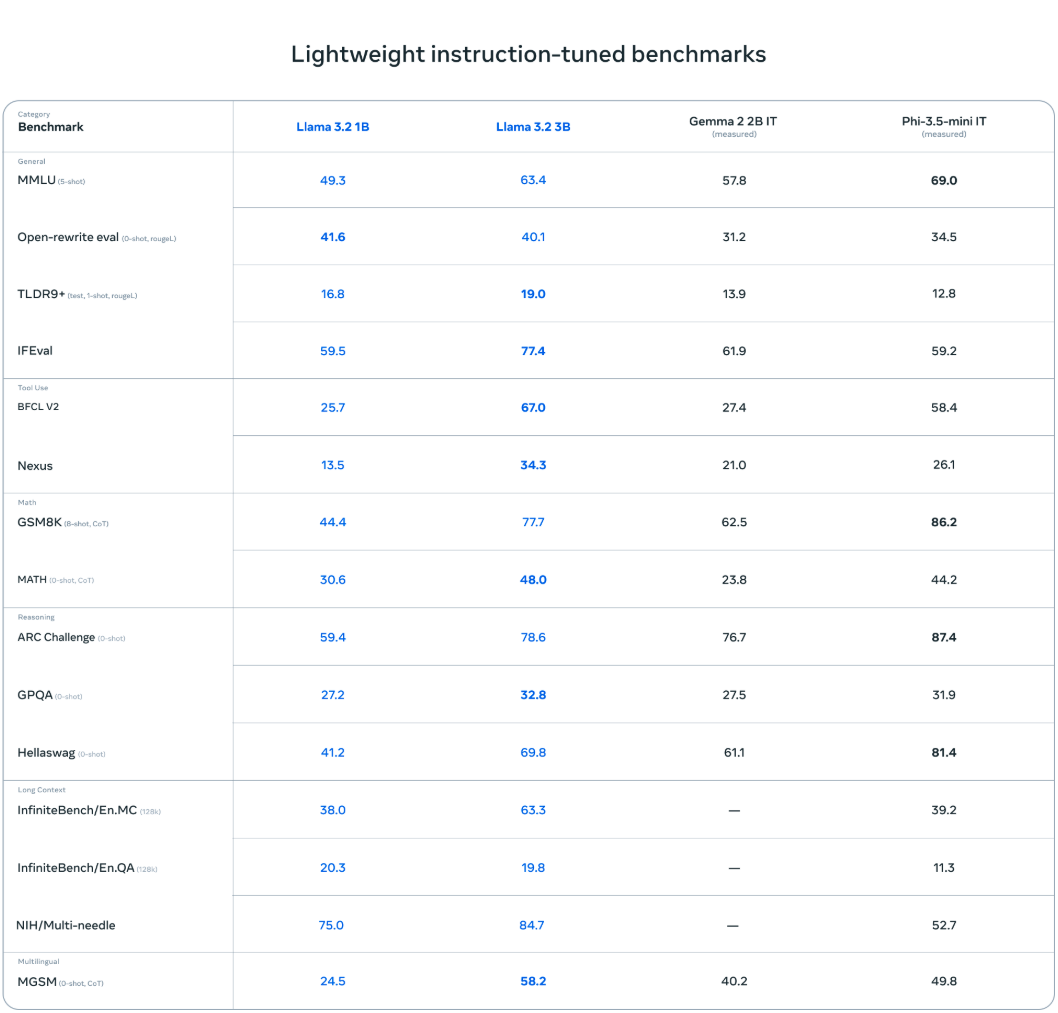 Lightweight instruction-tuned benchmarks
Category
Benchmark
Llama 3.2 1B
Llama 3.2 3B
Gemma 2 2B IT
(measured)
Phi-3.5-mini IT
(measured)
General
MMLU (5-shot) 49.3 63.4 57.8 69.0
Open-rewrite eval (0-shot, rougeL) 41.6 40.1 31.2 34.5
TLDR9+ (test, 1-shot, rougeL) 16.8 19.0 13.9 12.8
IFEval 59.5 77.4 61.9 59.2
Tool Use
BFCL V2 25.7 67.0 27.4 58.4
Nexus 13.5 34.3 21.0 26.1
Math
GSM8K (8-shot, CoT) 44.4 77.7 62.5 86.2
MATH (0-shot, CoT) 30.6 48.0 23.8 44.2
Reasoning
ARC Challenge (0-shot) 59.4 78.6 76.7 87.4
GPQA (0-shot) 27.2 32.8 27.5 31.9
Hellaswag (0-shot) 41.2 69.8 61.1 81.4
Long Context
InfiniteBench/En.MC (128k) 38.0 63.3 — 39.2
InfiniteBench/En.QA (128k) 20.3 19.8 — 11.3
NIH/Multi-needle 75.0 84.7 — 52.7
Multilingual
MGSM (0-shot, CoT) 24.5 58.2 40.2 49.8